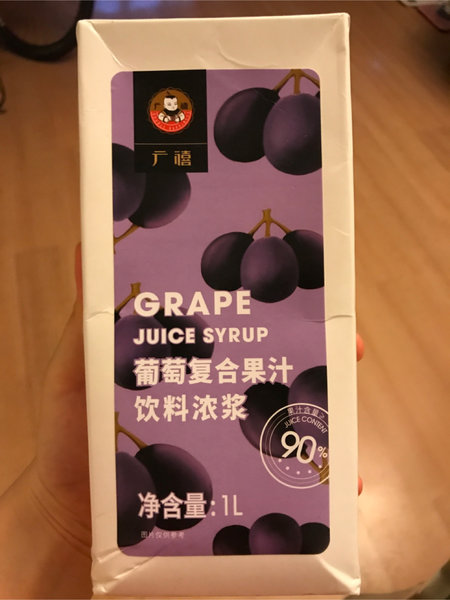 广禧
GRAPE
JUICE SYRUP
葡萄复合果汁
饮料浓浆
果汁含量≥
JUICE CONTENT
90%
净含量:1L
图片仅供参考